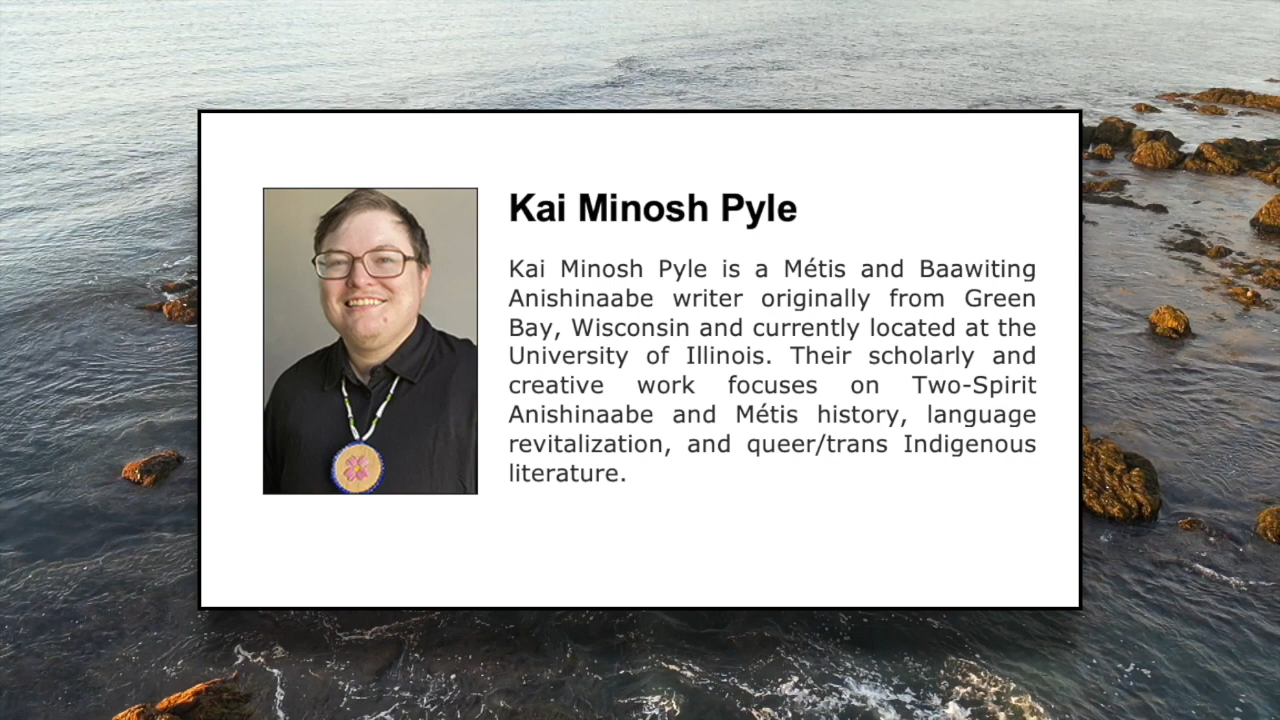 Kai Minosh Pyle
Kai Minosh Pyle is a Métis and Baawiting
Anishinaabe writer originally from Green
Bay, Wisconsin and currently located at the
University of Illinois. Their scholarly and
creative work focuses on Two-Spirit
Anishinaabe and Métis history, language
revitalization, and queer/trans Indigenous
literature.